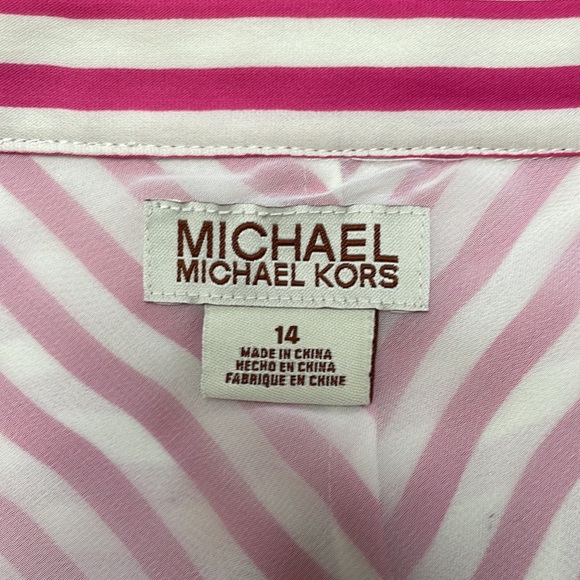 MICHAEL
MICHAEL KORS
14
MADE IN CHINA
HECHO EN CHINA
FABRIQUE EN CHINE